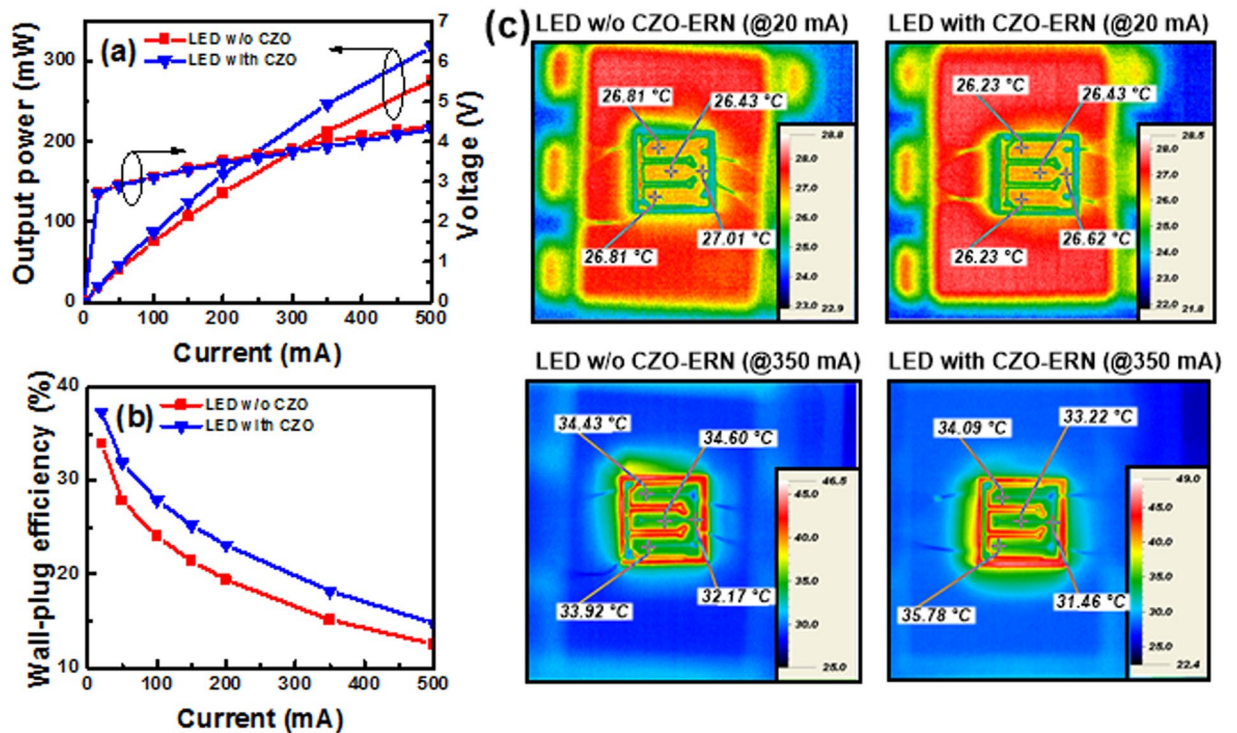 (a)
LED w/o CZO
LED with CZO
Output power (mW)
300
200
100
0
Voltage (V)
7
6
5
4
3
2
1
0
0 100 200 300 400 500
Current (mA)
(b)
LED w/o CZO
LED with CZO
Wall-plug efficiency (%)
40
30
20
10
0 100 200 300 400 500
Current (mA)
(c)
LED w/o CZO-ERN (@20 mA)
26.81 °C
26.43 °C
26.81 °C
27.01 °C
28.8
28.0
27.0
26.0
25.0
24.0
23.0
22.9
LED with CZO-ERN (@20 mA)
26.23 °C
26.43 °C
26.23 °C
26.62 °C
28.5
28.0
27.0
26.0
25.0
24.0
23.0
22.0
21.8
LED w/o CZO-ERN (@350 mA)
34.43 °C
34.60 °C
33.92 °C
32.17 °C
46.5
45.0
40.0
35.0
30.0
25.0
LED with CZO-ERN (@350 mA)
34.09 °C
33.22 °C
35.78 °C
31.46 °C
49.0
45.0
40.0
35.0
30.0
25.0
22.4